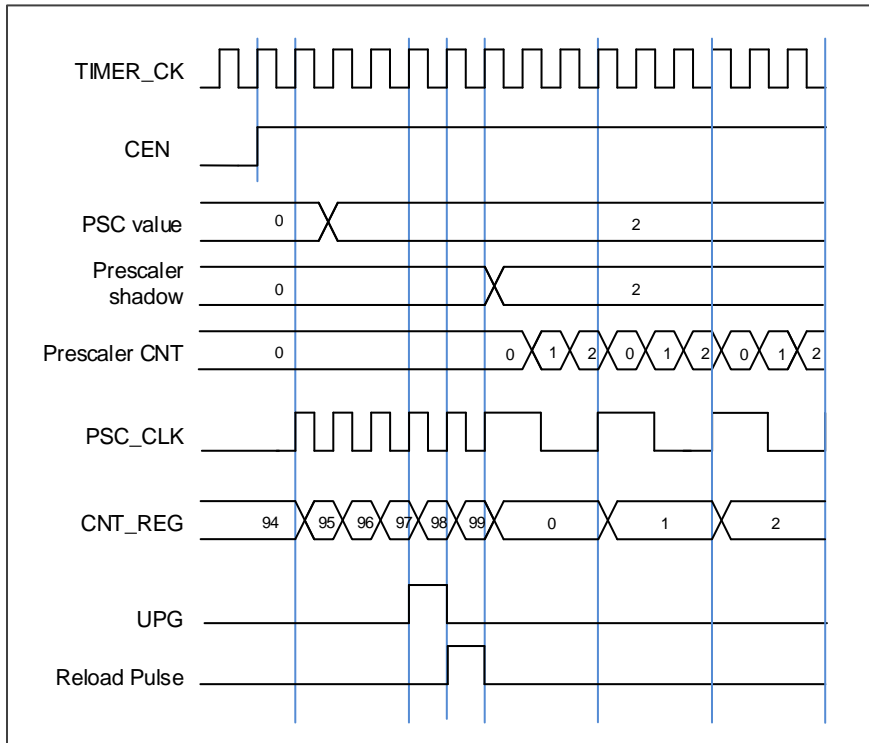 TIMER_CK
CEN
PSC value 0 2
Prescaler
shadow 0 2
Prescaler CNT 0 0 1 2 0 1 2 0 1 2
PSC_CLK
CNT_REG 94 95 96 97 98 99 0 1 2
UPG
Reload Pulse